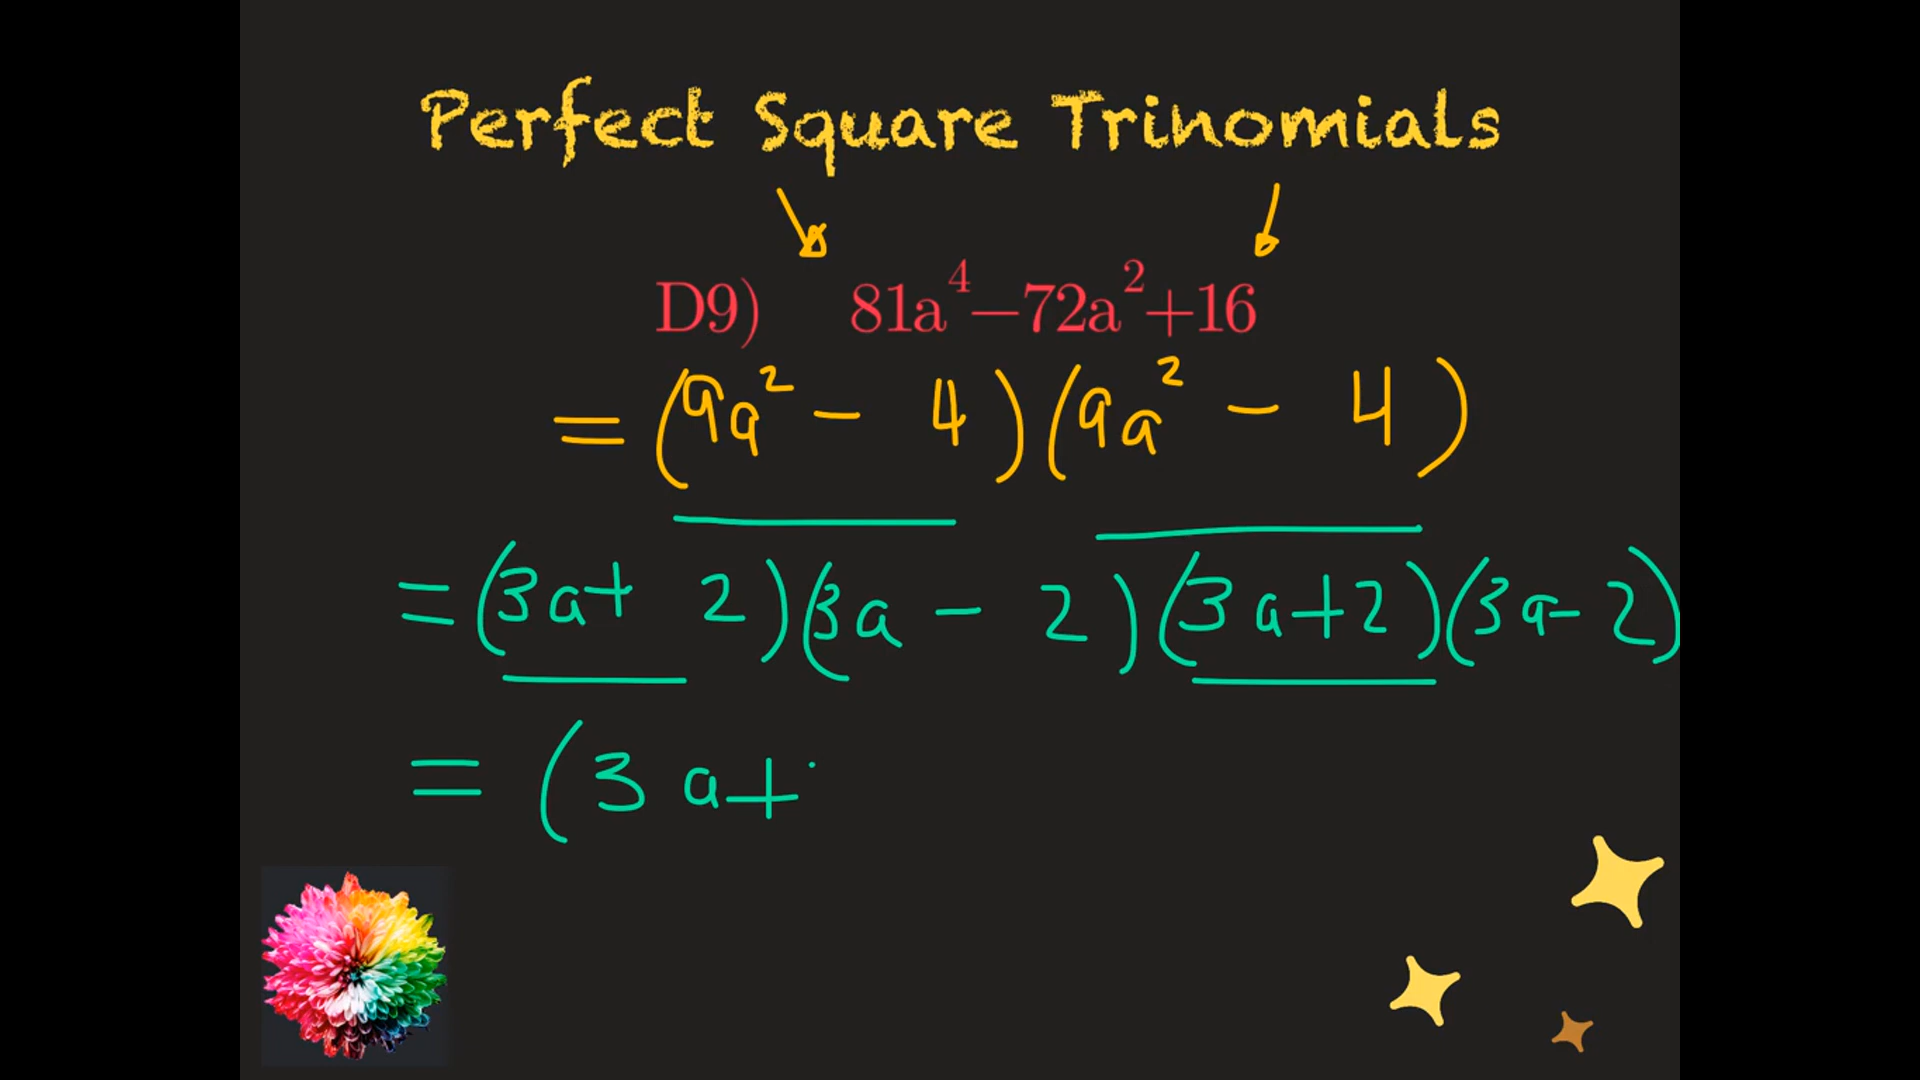 Perfect Square Trinomials
D9) 81a⁴−72a²+16
= (9a² − 4)(9a² − 4)
= (3a+ 2)(3a − 2)(3a+2)(3a−2)
= (3a+